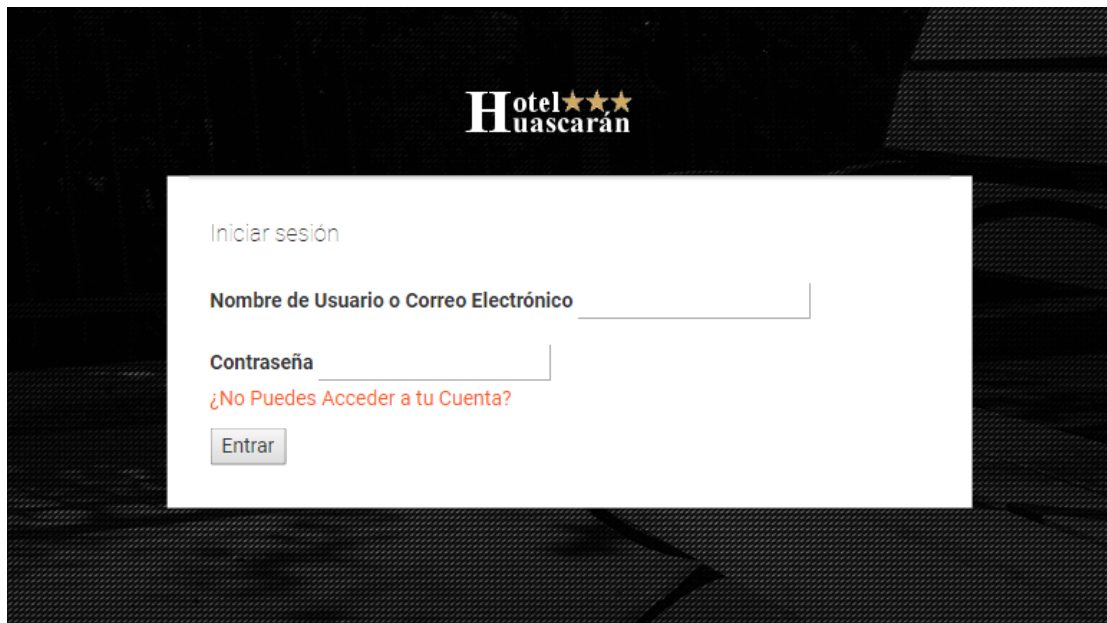 Hotel
Huascarán
Iniciar sesión
Nombre de Usuario o Correo Electrónico
Contraseña
¿No Puedes Acceder a tu Cuenta?
Entrar